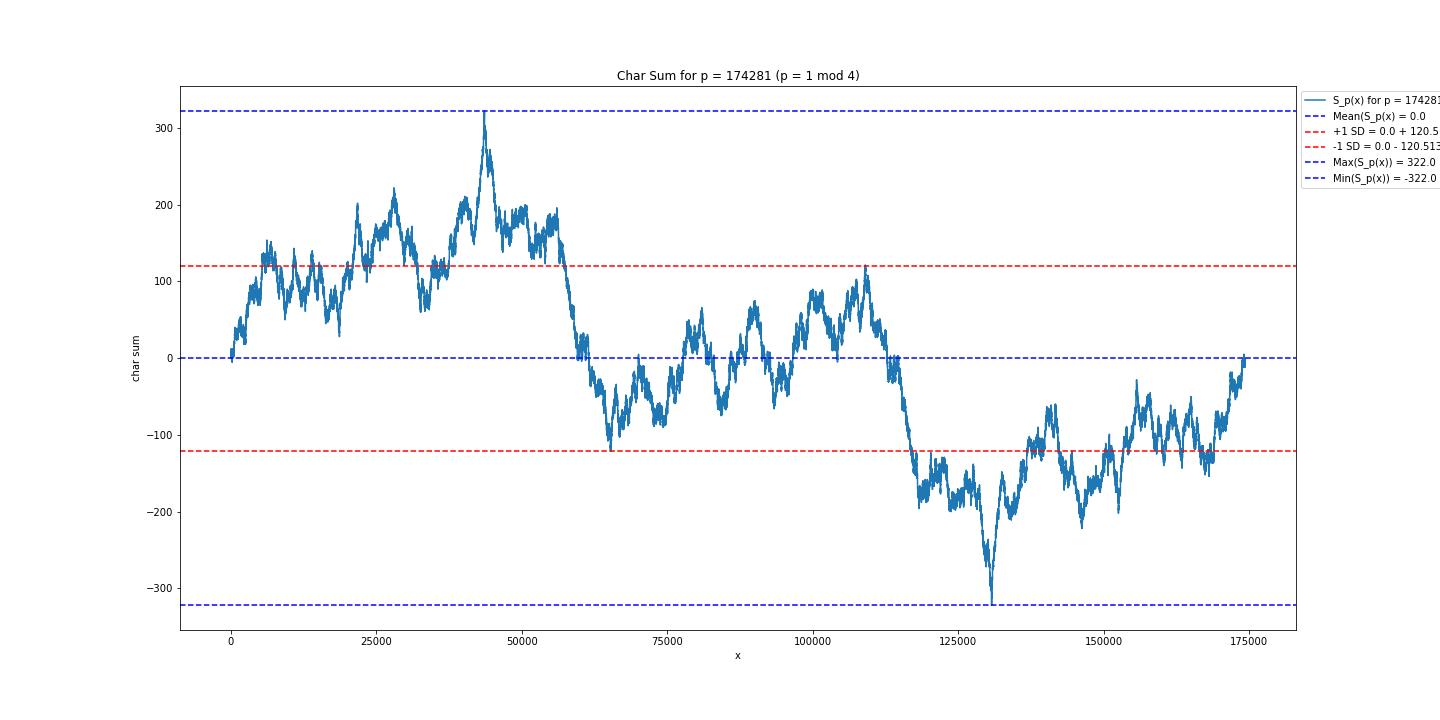 Char Sum for p = 174281 (p = 1 mod 4)
S_p(x) for p = 174281
Mean(S_p(x) = 0.0
+1 SD = 0.0 + 120.5
-1 SD = 0.0 - 120.513
Max(S_p(x)) = 322.0
Min(S_p(x)) = -322.0
300
200
100
0
−100
−200
−300
char sum
0
25000
50000
75000
100000
125000
150000
175000
x